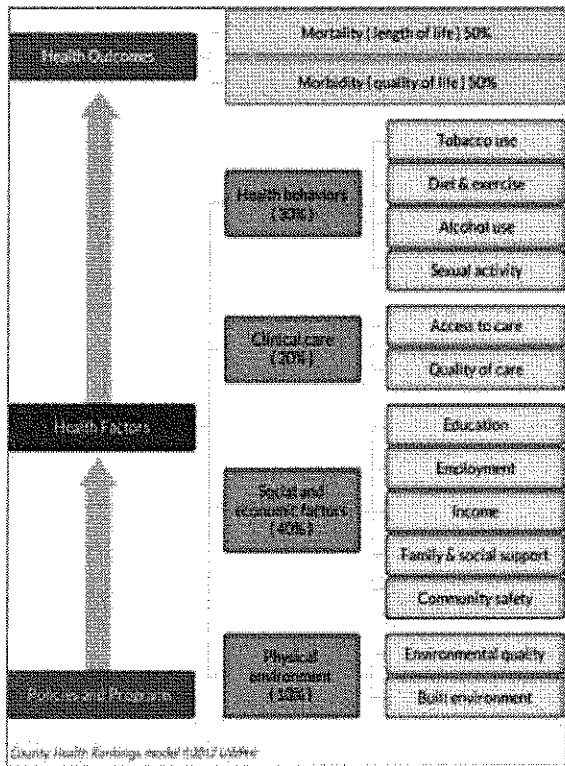 Health Outcomes
Mortality (length of life) 50%
Morbidity (quality of life) 50%
Health behaviors
(30%)
Tobacco use
Diet & exercise
Alcohol use
Sexual activity
Clinical care
(20%)
Access to care
Quality of care
Health Factors
Social and
economic factors
(40%)
Education
Employment
Income
Family & social support
Community safety
Physical
environment
(10%)
Environmental quality
Built environment
Policies and Programs
County Health Rankings model ©2012 UWPHI